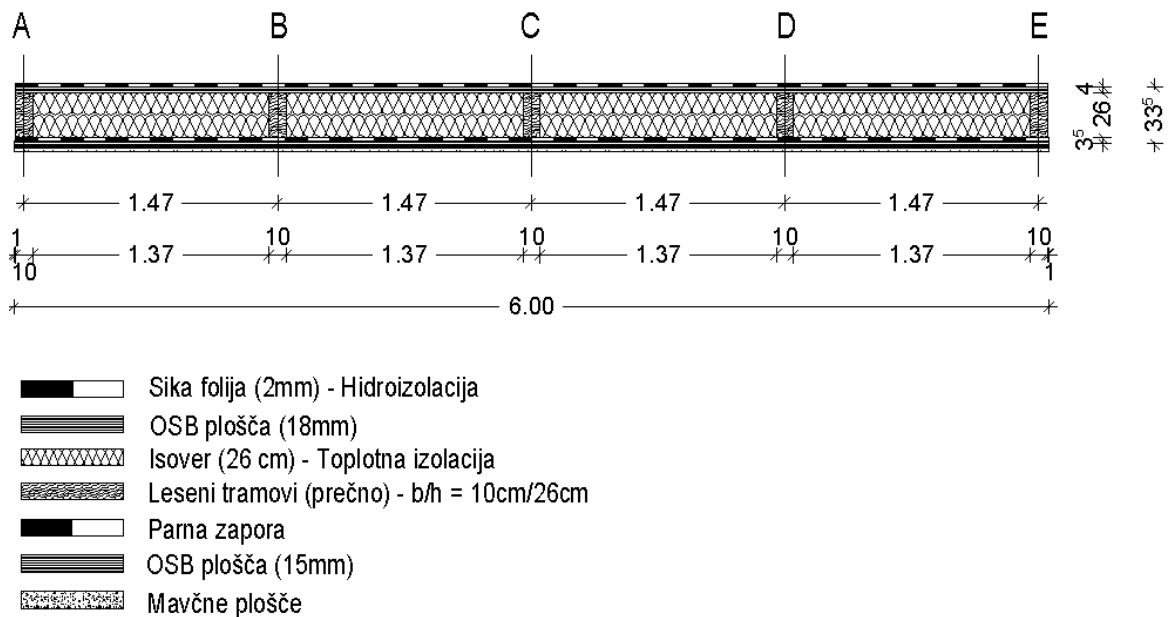 A B C D E
4
26
3⁵
33⁵
1.47 1.47 1.47 1.47
1 10 10 10 10
1.37 1.37 1.37 1.37
10 1
6.00
Sika folija (2mm) - Hidroizolacija
OSB plošča (18mm)
Isover (26 cm) - Toplotna izolacija
Leseni tramovi (prečno) - b/h = 10cm/26cm
Parna zapora
OSB plošča (15mm)
Mavčne plošče